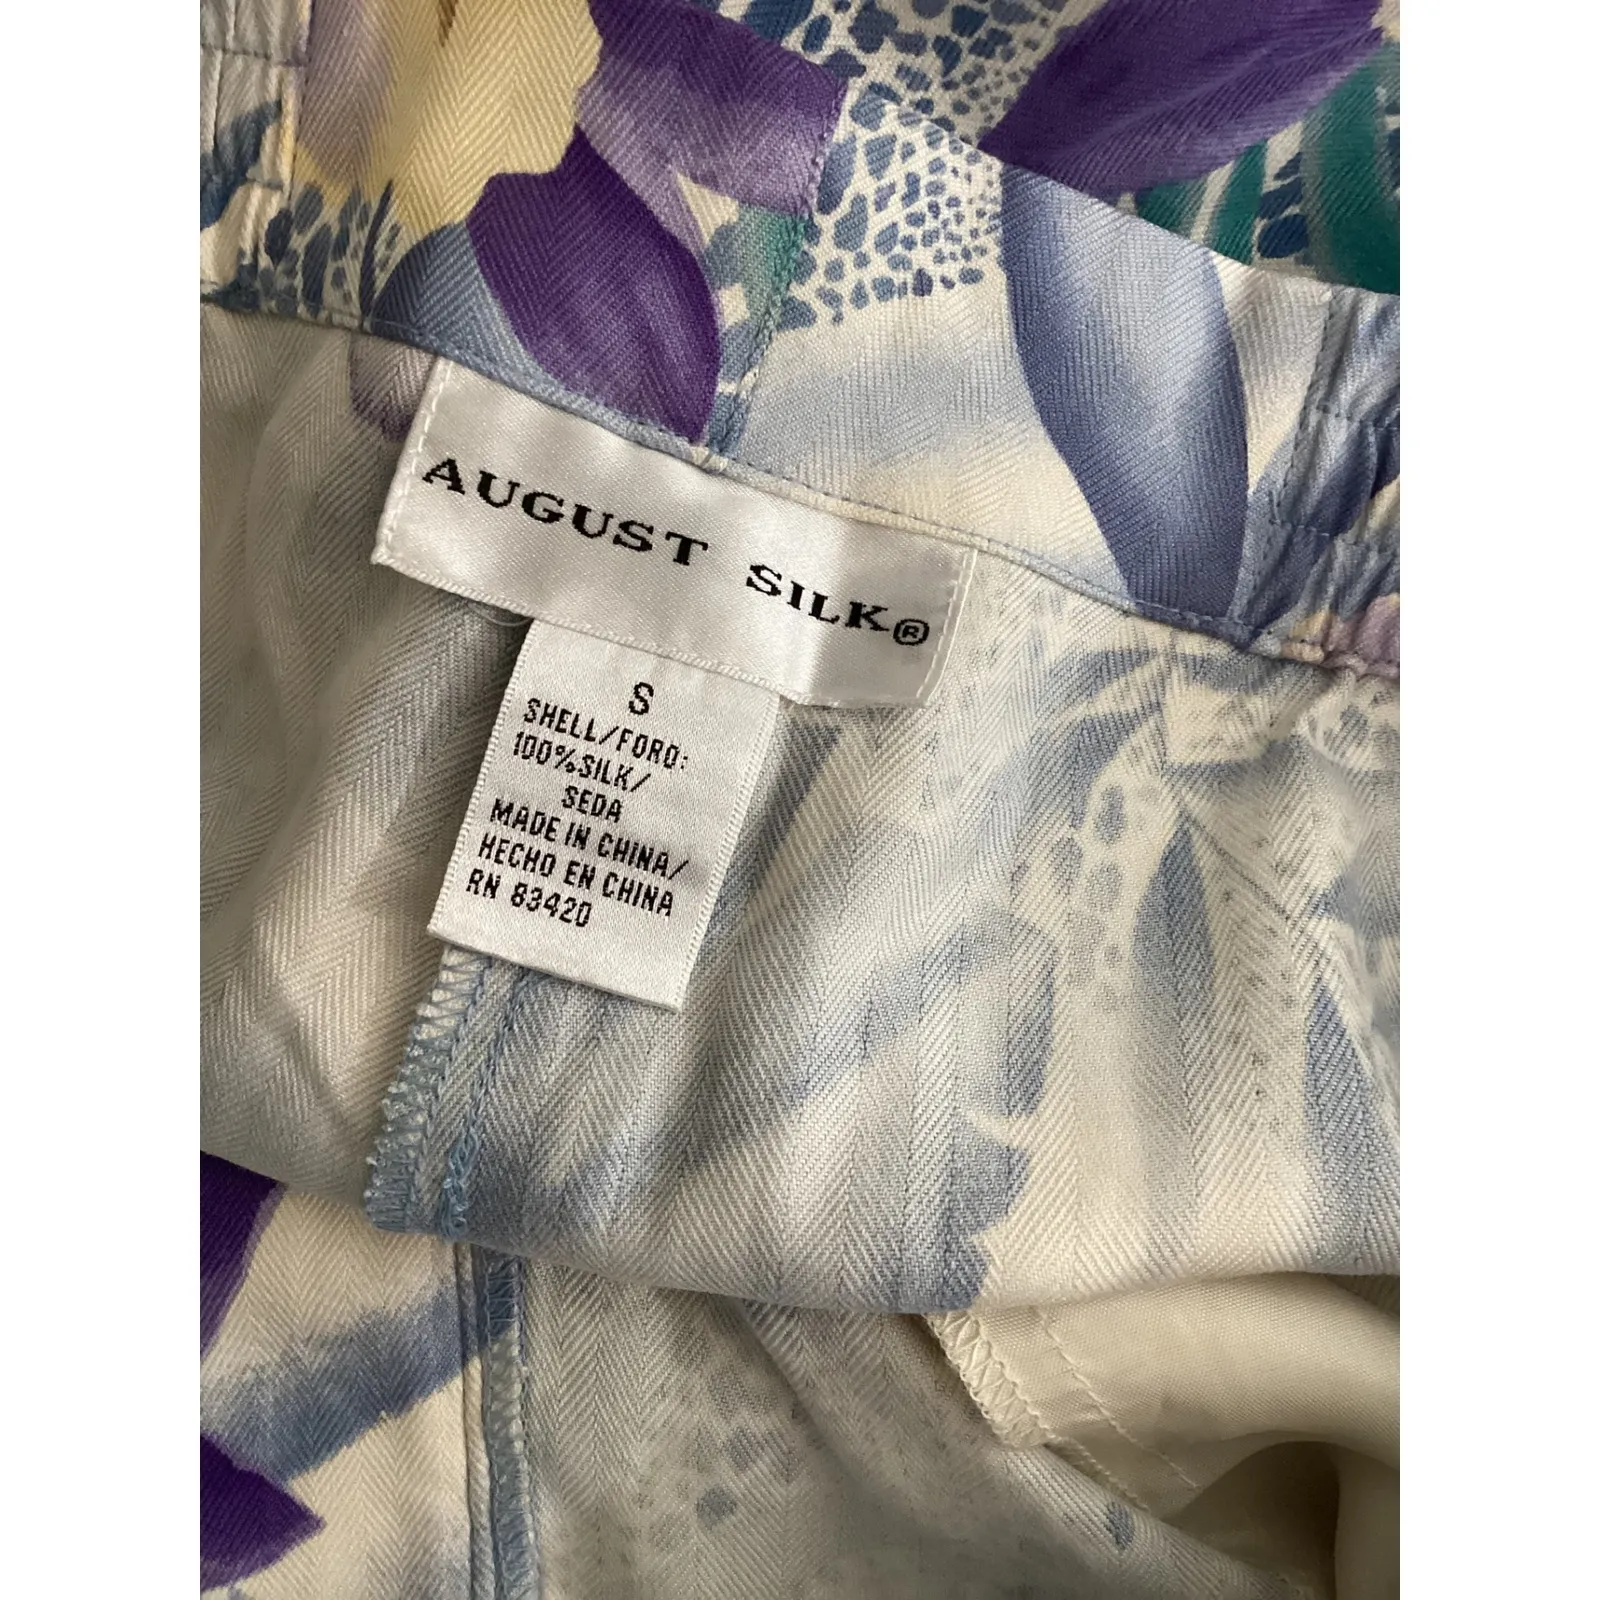 AUGUST SILK®
S
SHELL/FORO:
100%SILK/
SEDA
MADE IN CHINA/
HECHO EN CHINA
RN 83420